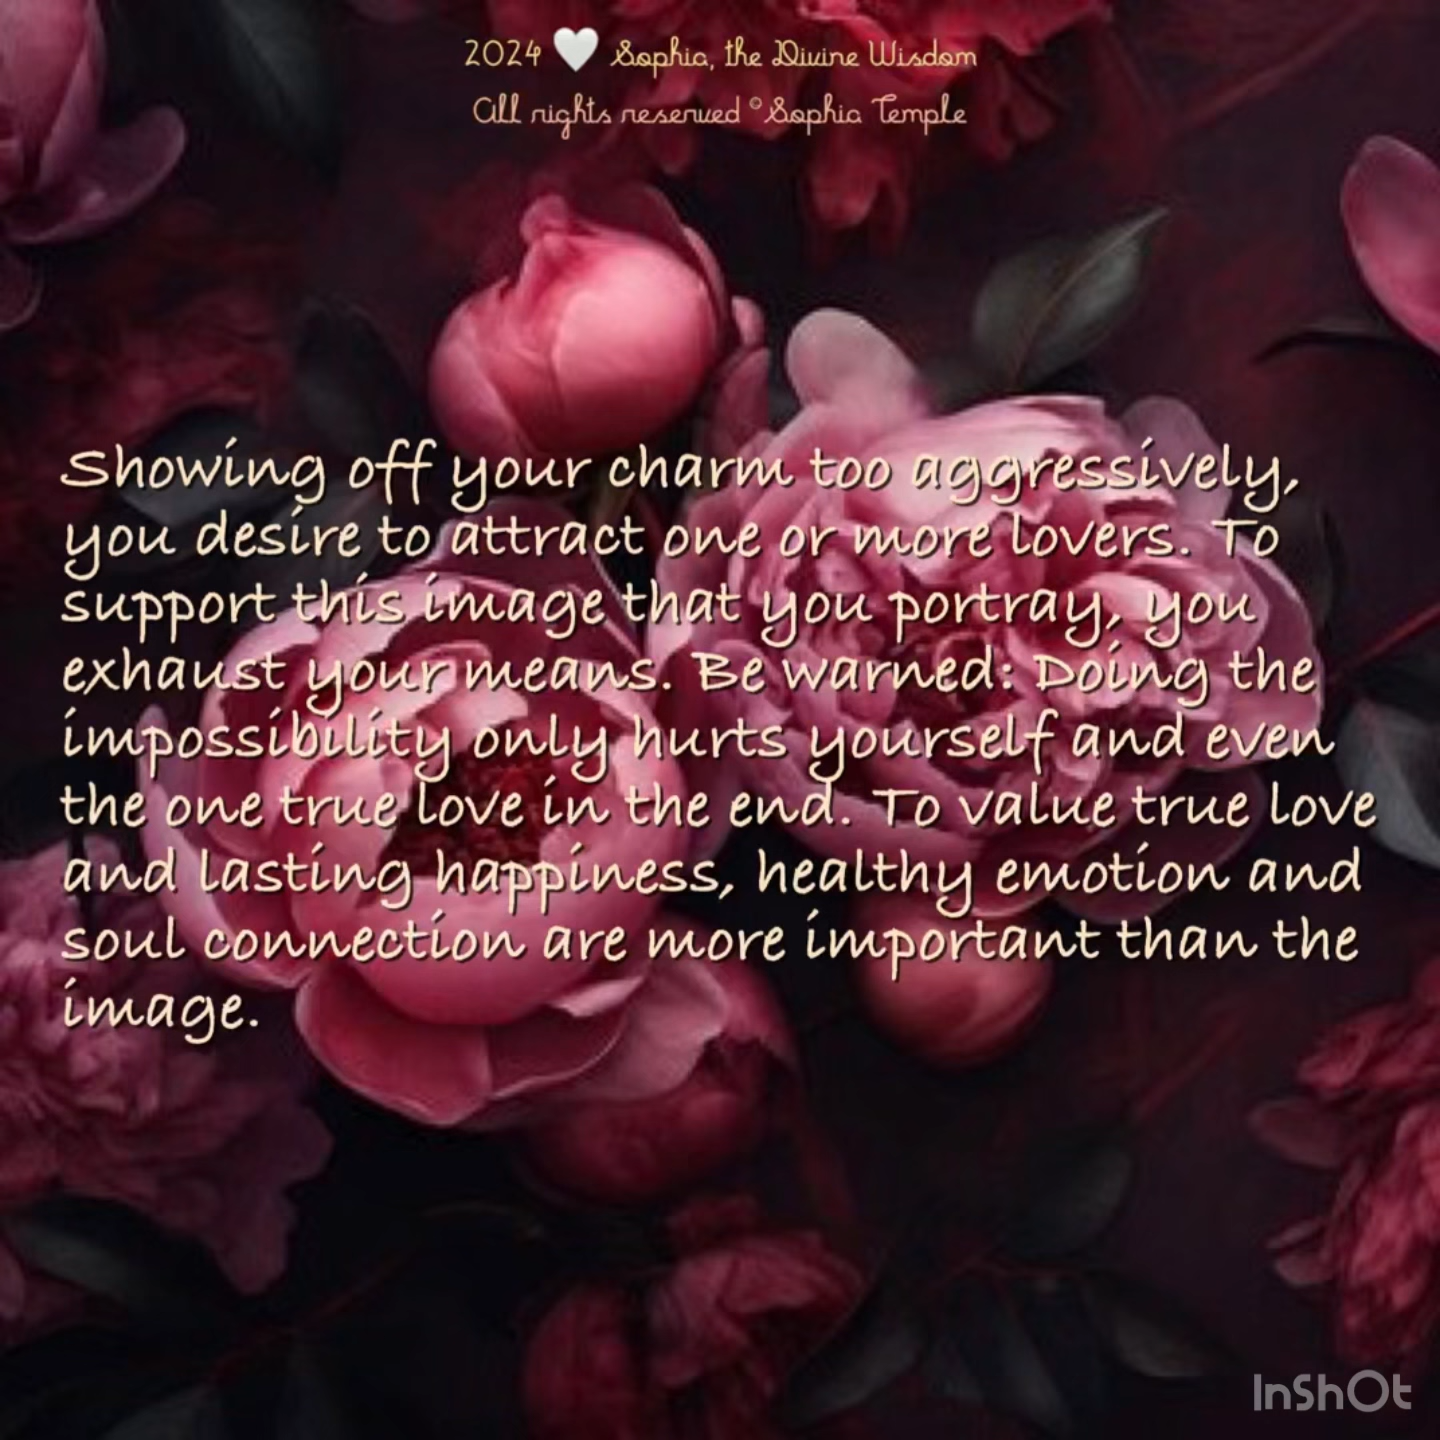 2024 🤍 Sophia, the Divine Wisdom
All rights reserved © Sophia Temple
Showing off your charm too aggressively,
you desire to attract one or more lovers. To
support this image that you portray, you
exhaust your means. Be warned: Doing the
impossibility only hurts yourself and even
the one true love in the end. To value true love
and lasting happiness, healthy emotion and
soul connection are more important than the
image.
InShOt